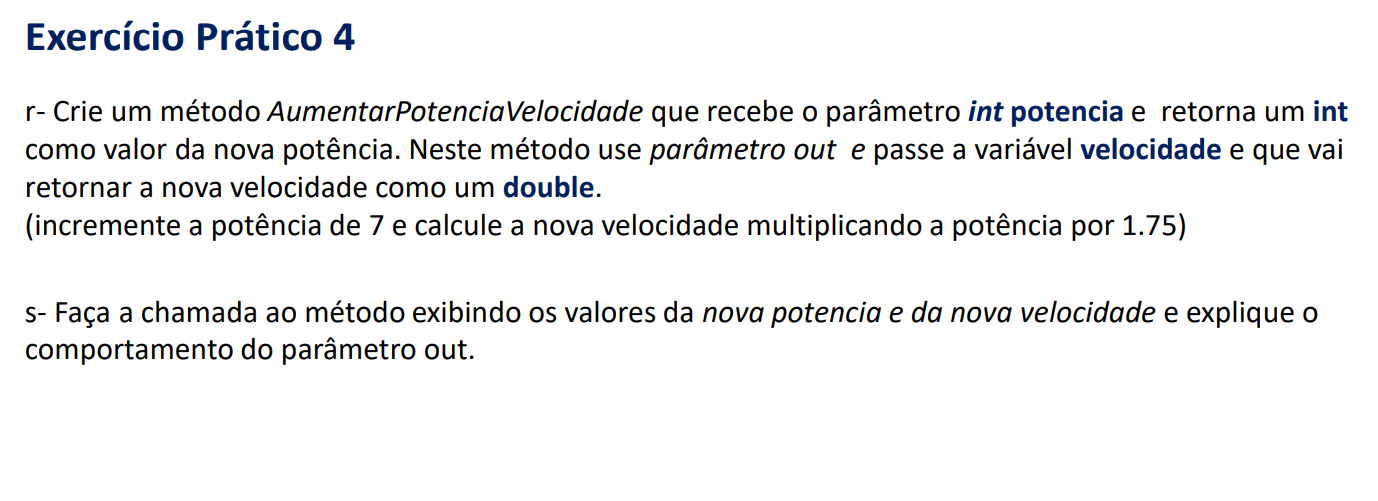 Exercício Prático 4
r- Crie um método AumentarPotenciaVelocidade que recebe o parâmetro int potencia e  retorna um int
como valor da nova potência. Neste método use parâmetro out  e passe a variável velocidade e que vai
retornar a nova velocidade como um double.
(incremente a potência de 7 e calcule a nova velocidade multiplicando a potência por 1.75)
s- Faça a chamada ao método exibindo os valores da nova potencia e da nova velocidade e explique o
comportamento do parâmetro out.